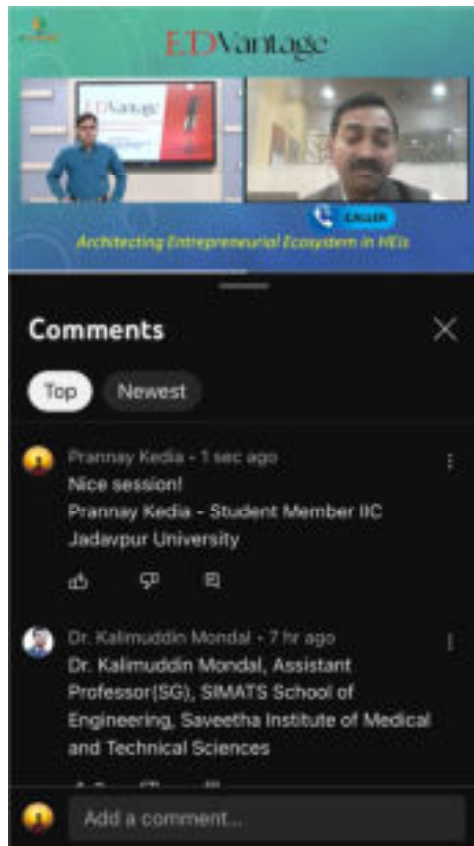 EDVantage
EDVantage
CALLER
Architecting Entrepreneurial Ecosystem in HEIs
Comments
Top
Newest
Prannay Kedia • 1 sec ago
Nice session!
Prannay Kedia - Student Member IIC
Jadavpur University
Dr. Kalimuddin Mondal • 7 hr ago
Dr. Kalimuddin Mondal, Assistant
Professor(SG), SIMATS School of
Engineering, Saveetha Institute of Medical
and Technical Sciences
Add a comment...